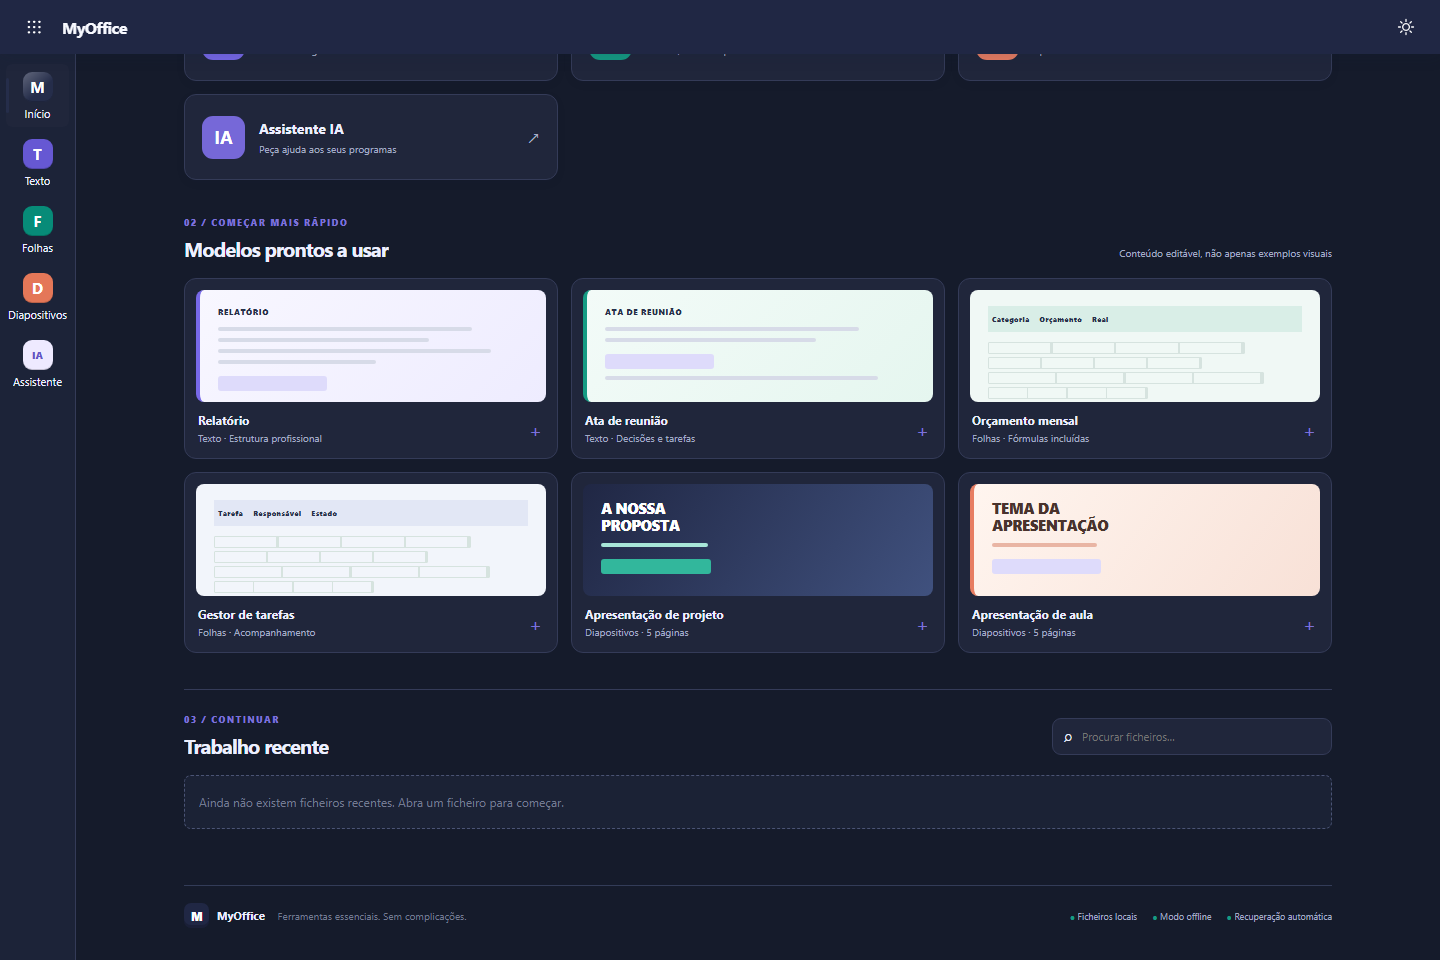 MyOffice
M
Início
T
Texto
F
Folhas
D
Diapositivos
IA
Assistente
IA
Assistente IA
Peça ajuda aos seus programas
02 / COMEÇAR MAIS RÁPIDO
Modelos prontos a usar
Conteúdo editável, não apenas exemplos visuais
RELATÓRIO
Relatório
Texto · Estrutura profissional
ATA DE REUNIÃO
Ata de reunião
Texto · Decisões e tarefas
Categoria Orçamento Real
Orçamento mensal
Folhas · Fórmulas incluídas
Tarefa Responsável Estado
Gestor de tarefas
Folhas · Acompanhamento
A NOSSA
PROPOSTA
Apresentação de projeto
Diapositivos · 5 páginas
TEMA DA
APRESENTAÇÃO
Apresentação de aula
Diapositivos · 5 páginas
03 / CONTINUAR
Trabalho recente
Procurar ficheiros...
Ainda não existem ficheiros recentes. Abra um ficheiro para começar.
M MyOffice Ferramentas essenciais. Sem complicações.
Ficheiros locais Modo offline Recuperação automática